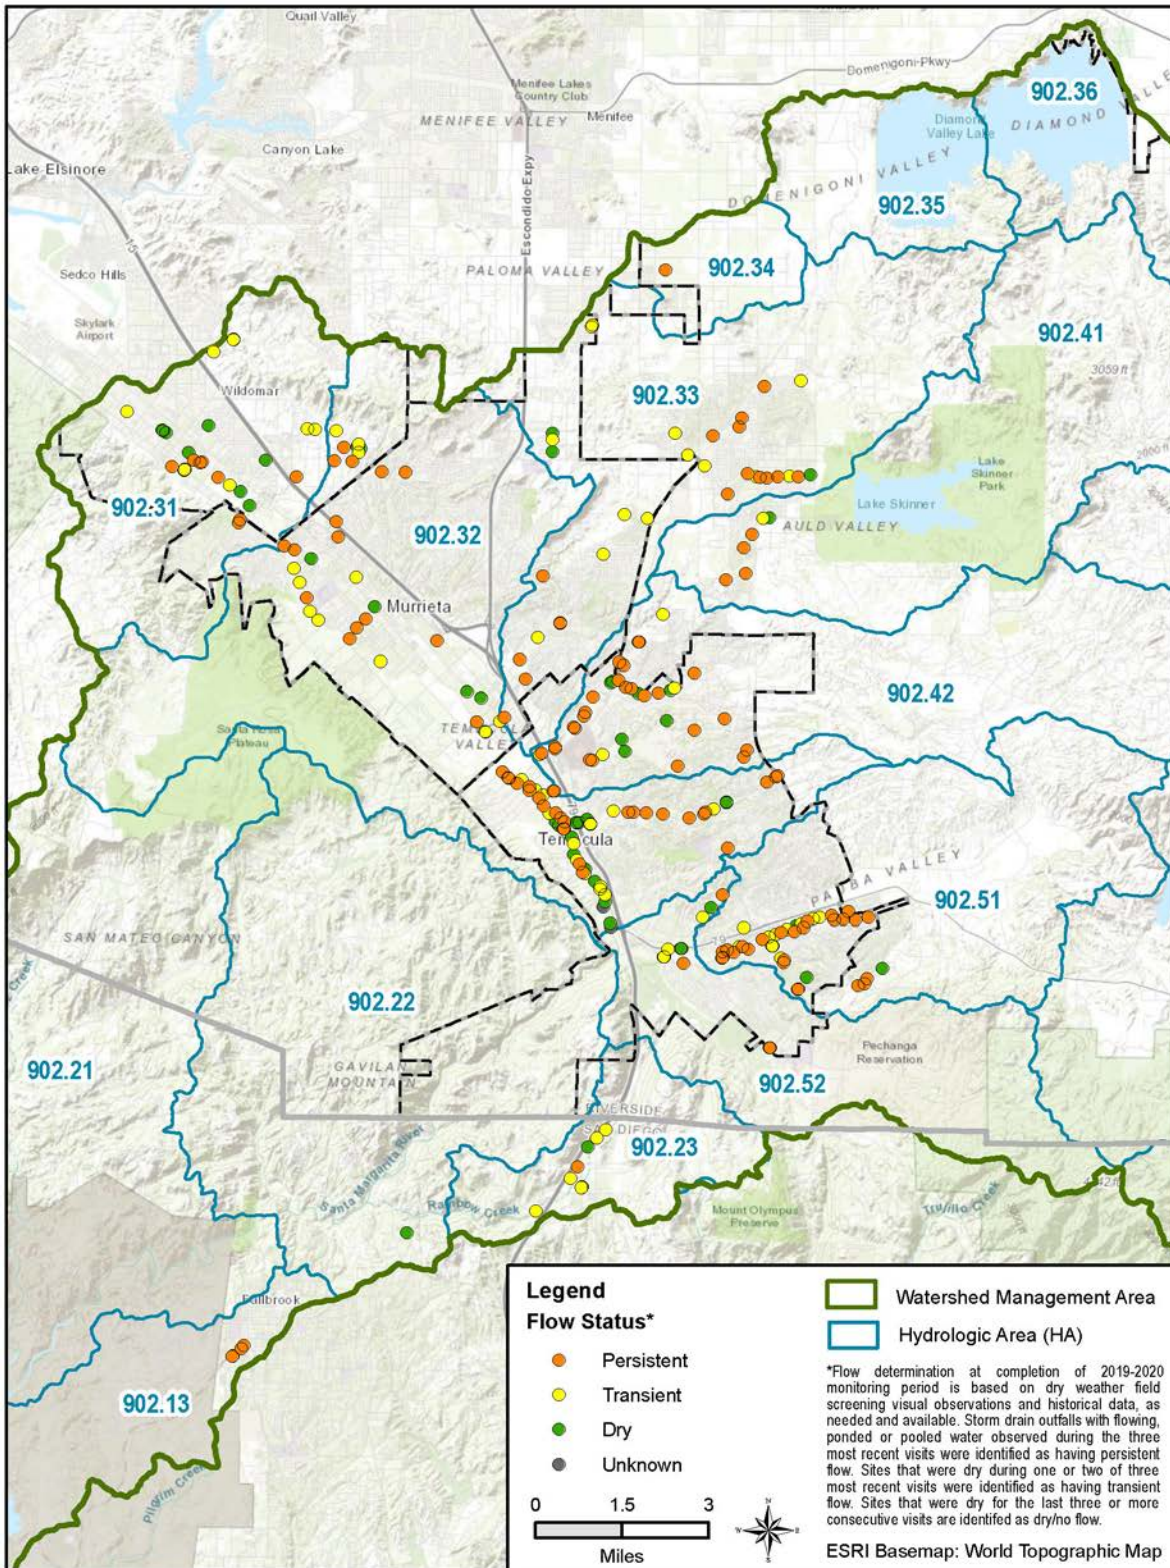 Quail Valley
Domenigoni-Pkwy
902.36
Menifee Lakes
Country Club
Menifee
MENIFEE VALLEY
Diamond
Valley Lake
DIAMOND VALLEY
Canyon Lake
Lake Elsinore
Escondido Expy
DOMENIGONI VALLEY
902.35
I-5
Sedco Hills
PALOMA VALLEY
902.34
Skylark
Airport
902.41
3059 ft
Wildomar
902.33
Lake
Skinner
Park
902.31
Lake Skinner
AULD VALLEY
902.32
Murrieta
902.42
Santa Rosa
Plateau
TEMECULA
VALLEY
Temecula
PAUBA VALLEY
902.51
SAN MATEO CANYON
79
902.22
Pechanga
Reservation
902.21
GAVILAN
MOUNTAIN
902.52
RIVERSIDE
SAN DIEGO
902.23
Santa Margarita River
Rainbow Creek
Mount Olympus
Preserve
Trujillo Creek
Fallbrook
902.13
Pilgrim Creek
Legend
Flow Status*
Persistent
Transient
Dry
Unknown
0 1.5 3
Miles
N
W E
S
Watershed Management Area
Hydrologic Area (HA)
*Flow determination at completion of 2019-2020
monitoring period is based on dry weather field
screening visual observations and historical data, as
needed and available. Storm drain outfalls with flowing,
ponded or pooled water observed during the three
most recent visits were identified as having persistent
flow. Sites that were dry during one or two of three
most recent visits were identified as having transient
flow. Sites that were dry for the last three or more
consecutive visits are identifed as dry/no flow.
ESRI Basemap: World Topographic Map